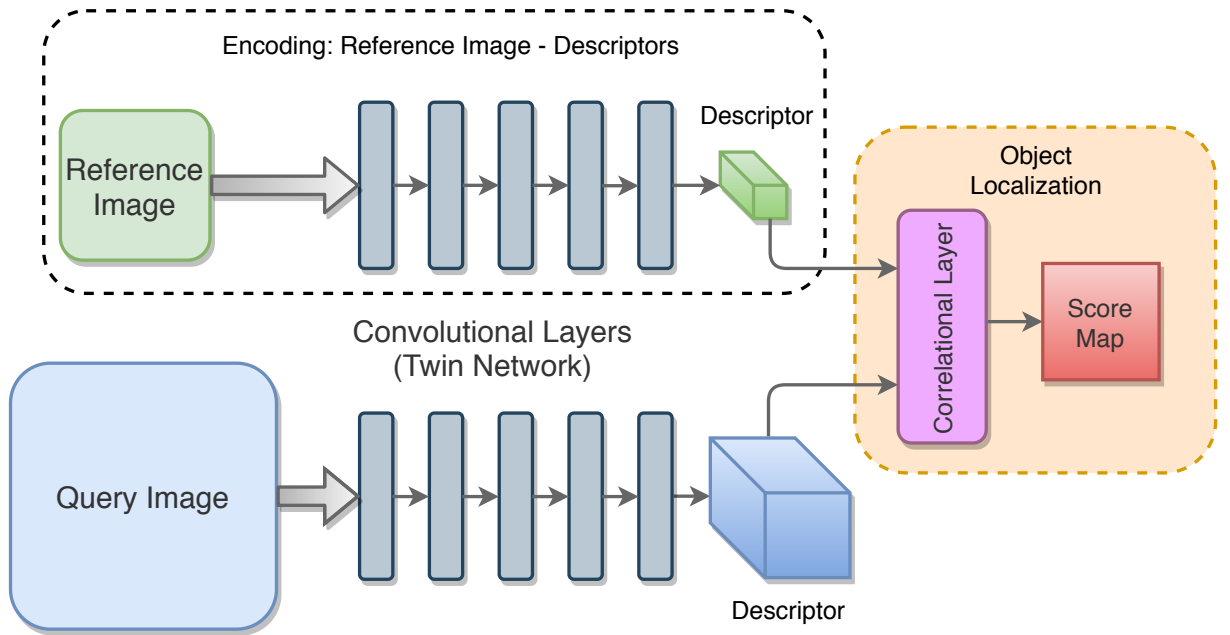 Encoding: Reference Image - Descriptors
Reference
Image
Descriptor
Object
Localization
Correlational Layer
Score
Map
Convolutional Layers
(Twin Network)
Query Image
Descriptor